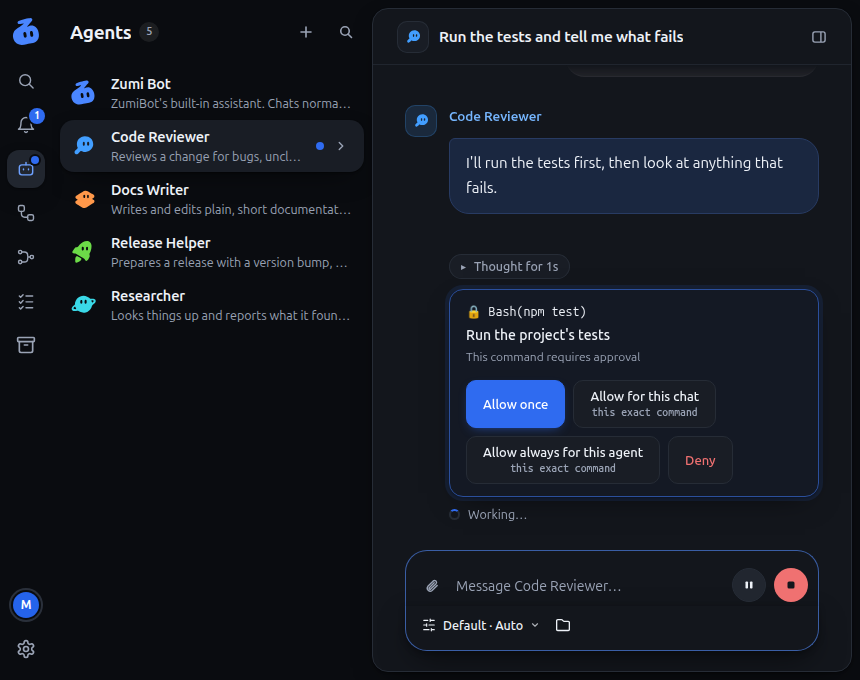 Agents 5
Run the tests and tell me what fails
1
Zumi Bot
ZumiBot's built-in assistant. Chats norma…
Code Reviewer
Reviews a change for bugs, uncl…
Docs Writer
Writes and edits plain, short documentat…
Release Helper
Prepares a release with a version bump, …
Researcher
Looks things up and reports what it foun…
M
Code Reviewer
I'll run the tests first, then look at anything that
fails.
Thought for 1s
Bash(npm test)
Run the project's tests
This command requires approval
Allow once
Allow for this chat
this exact command
Allow always for this agent
this exact command
Deny
Working…
Message Code Reviewer…
Default · Auto